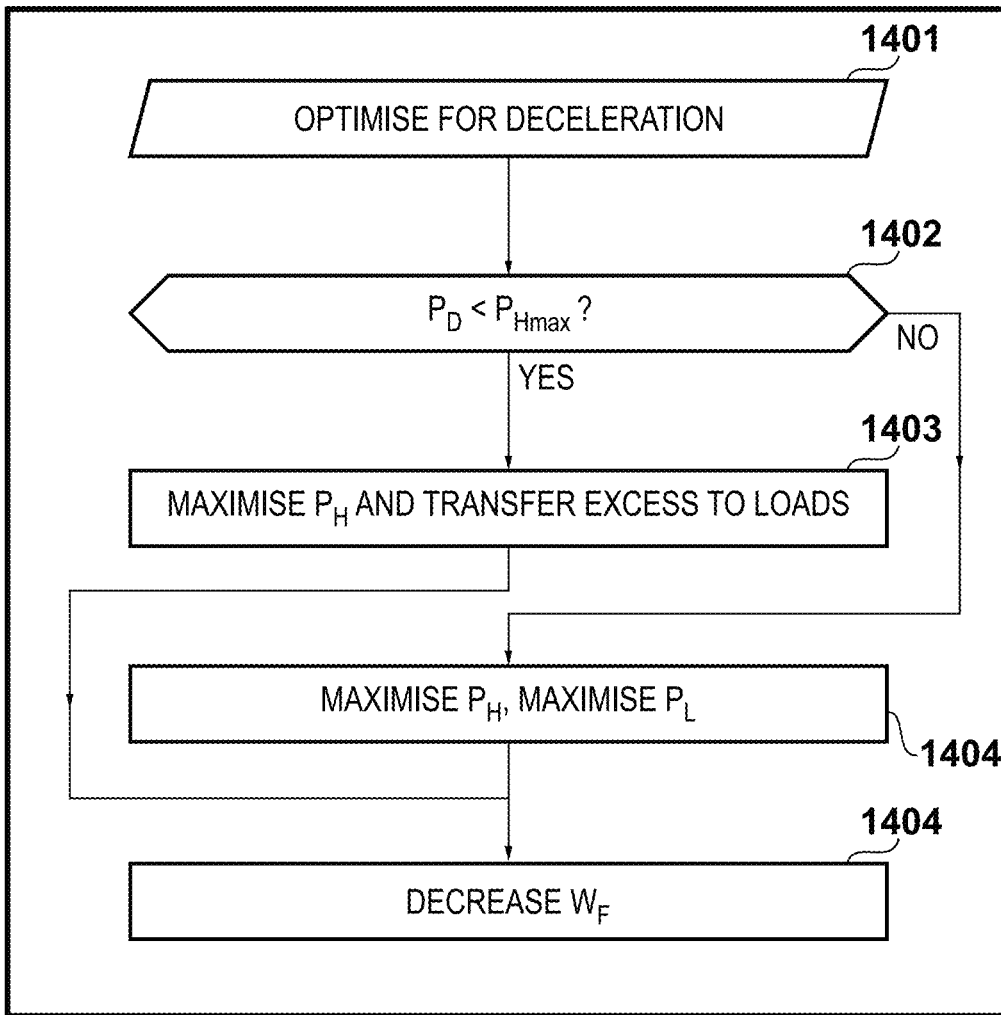 1401
OPTIMISE FOR DECELERATION
1402
P_D < P_Hmax ?
NO
YES
1403
MAXIMISE P_H AND TRANSFER EXCESS TO LOADS
MAXIMISE P_H, MAXIMISE P_L
1404
1404
DECREASE W_F